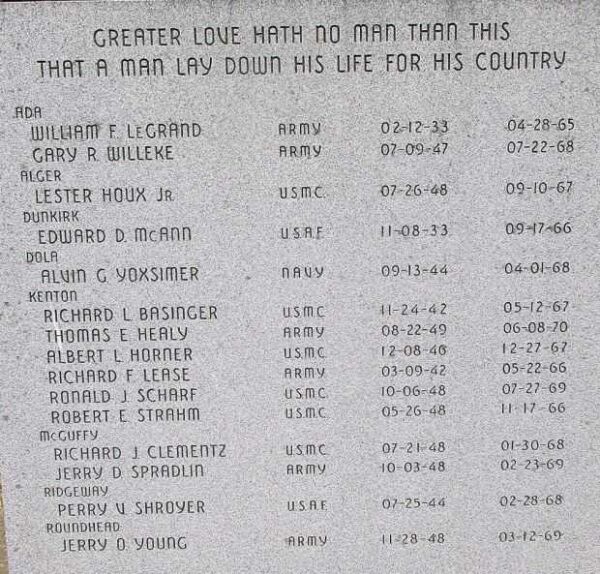 GREATER LOVE HATH NO MAN THAN THIS
THAT A MAN LAY DOWN HIS LIFE FOR HIS COUNTRY
ADA
WILLIAM F. LEGRAND ARMY 02-12-33 04-28-65
GARY R. WILLEKE ARMY 07-09-47 07-22-68
ALGER
LESTER HOUX JR. U.S.M.C. 07-26-48 09-10-67
DUNKIRK
EDWARD D. MCANN U.S.A.F. 11-08-33 09-17-66
DOLA
ALVIN G. YOXSIMER NAVY 09-13-44 04-01-68
KENTON
RICHARD L. BASINGER U.S.M.C. 11-24-42 05-12-67
THOMAS E. HEALY ARMY 08-22-49 06-08-70
ALBERT L. HORNER U.S.M.C. 12-08-46 12-27-67
RICHARD F. LEASE ARMY 03-09-42 05-22-66
RONALD J. SCHARF U.S.M.C. 10-06-48 07-27-69
ROBERT E. STRAHM U.S.M.C. 05-26-48 11-17-66
MCGUFFY
RICHARD J. CLEMENTZ U.S.M.C. 07-21-48 01-30-68
JERRY D. SPRADLIN ARMY 10-03-48 02-23-69
RIDGEWAY
PERRY V. SHROYER U.S.A.F. 07-25-44 02-28-68
ROUNDHEAD
JERRY O. YOUNG ARMY 11-28-48 03-12-69